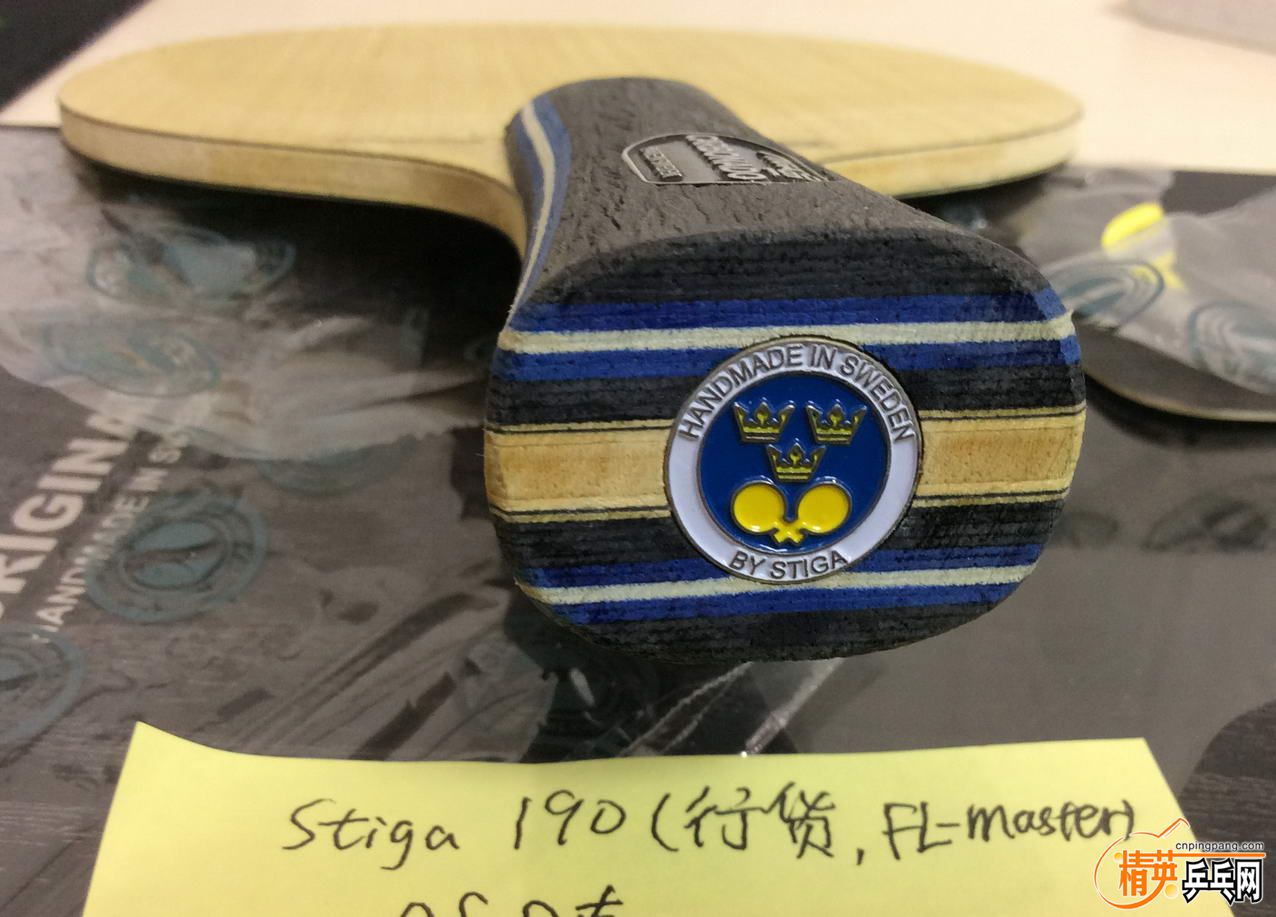 CARBONADO
HANDMADE IN SWEDEN
BY STIGA
ORIGINA
HANDMADE IN S
Stiga 190 (行货, FL-master)
cnpingpang.com
精英乒乓网